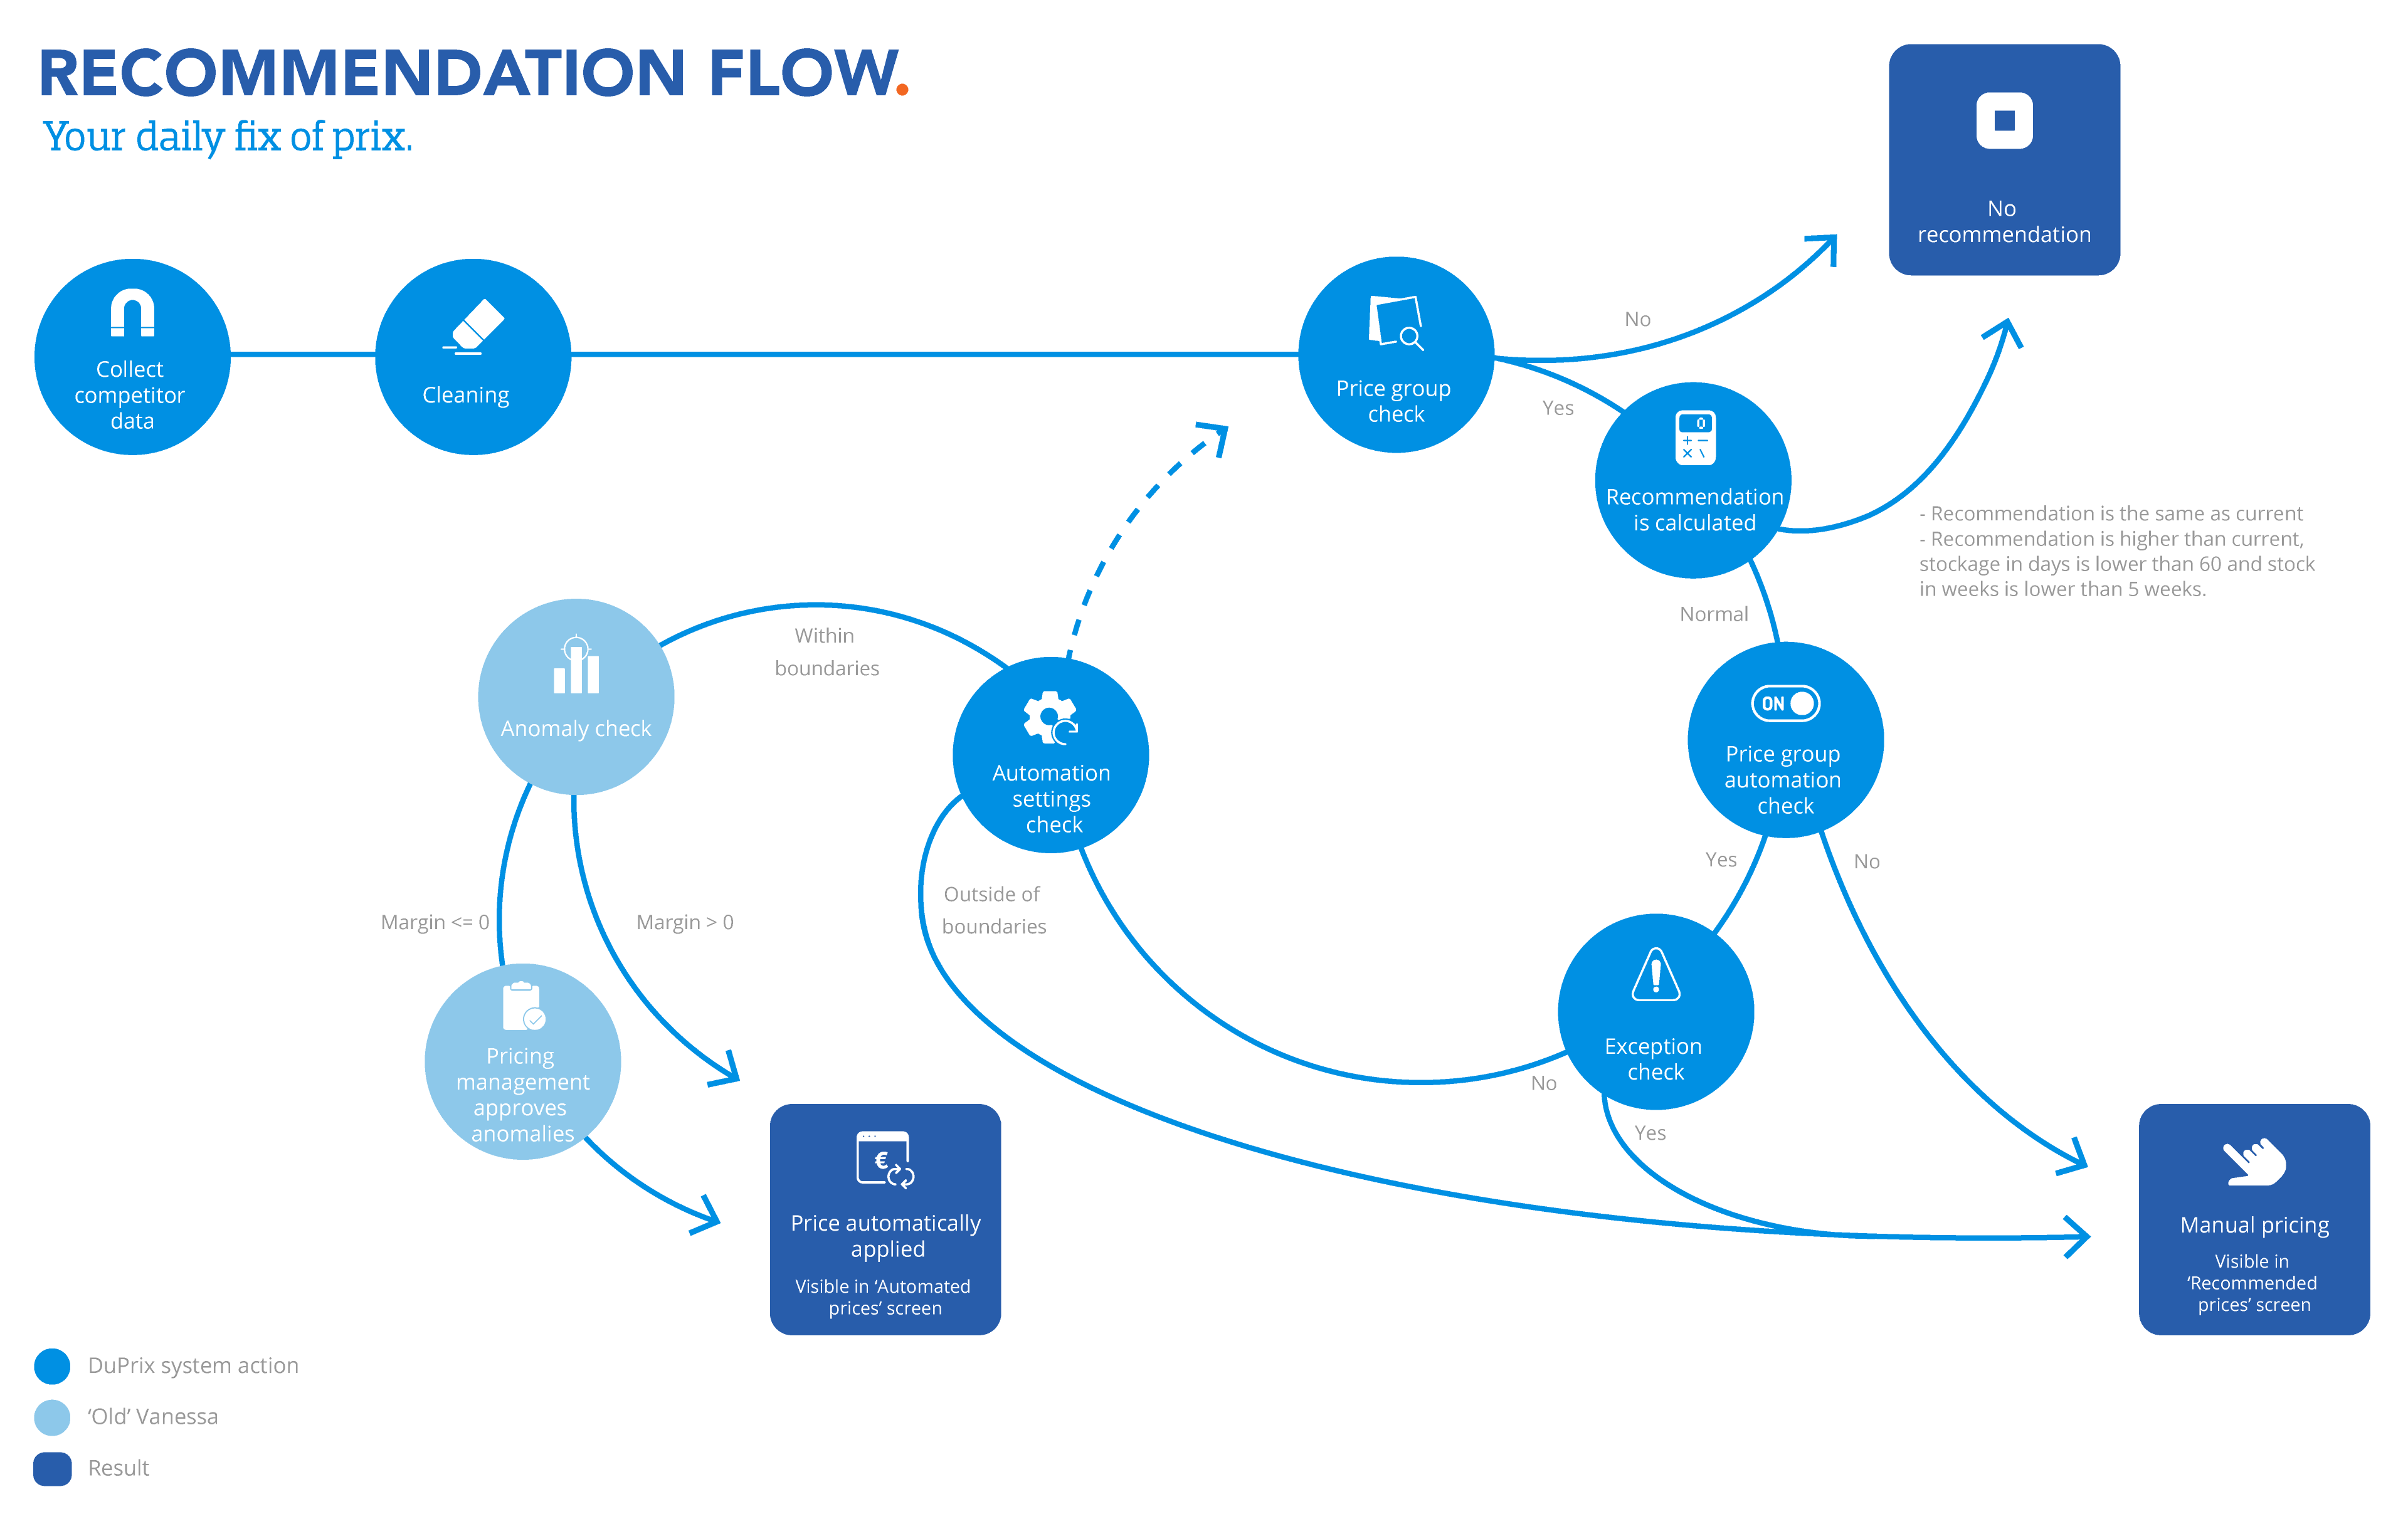 RECOMMENDATION FLOW.
Your daily fix of prix.
No
recommendation
Collect
competitor
data
Cleaning
Price group
check
No
Yes
0
Recommendation
is calculated
- Recommendation is the same as current
- Recommendation is higher than current,
stockage in days is lower than 60 and stock
in weeks is lower than 5 weeks.
Normal
Within
boundaries
Anomaly check
Automation
settings
check
ON
Price group
automation
check
Yes
No
Outside of
boundaries
Margin <= 0
Margin > 0
Exception
check
No
Yes
Pricing
management
approves
anomalies
€
Price automatically
applied
Visible in ‘Automated
prices’ screen
Manual pricing
Visible in
‘Recommended
prices’ screen
DuPrix system action
‘Old’ Vanessa
Result